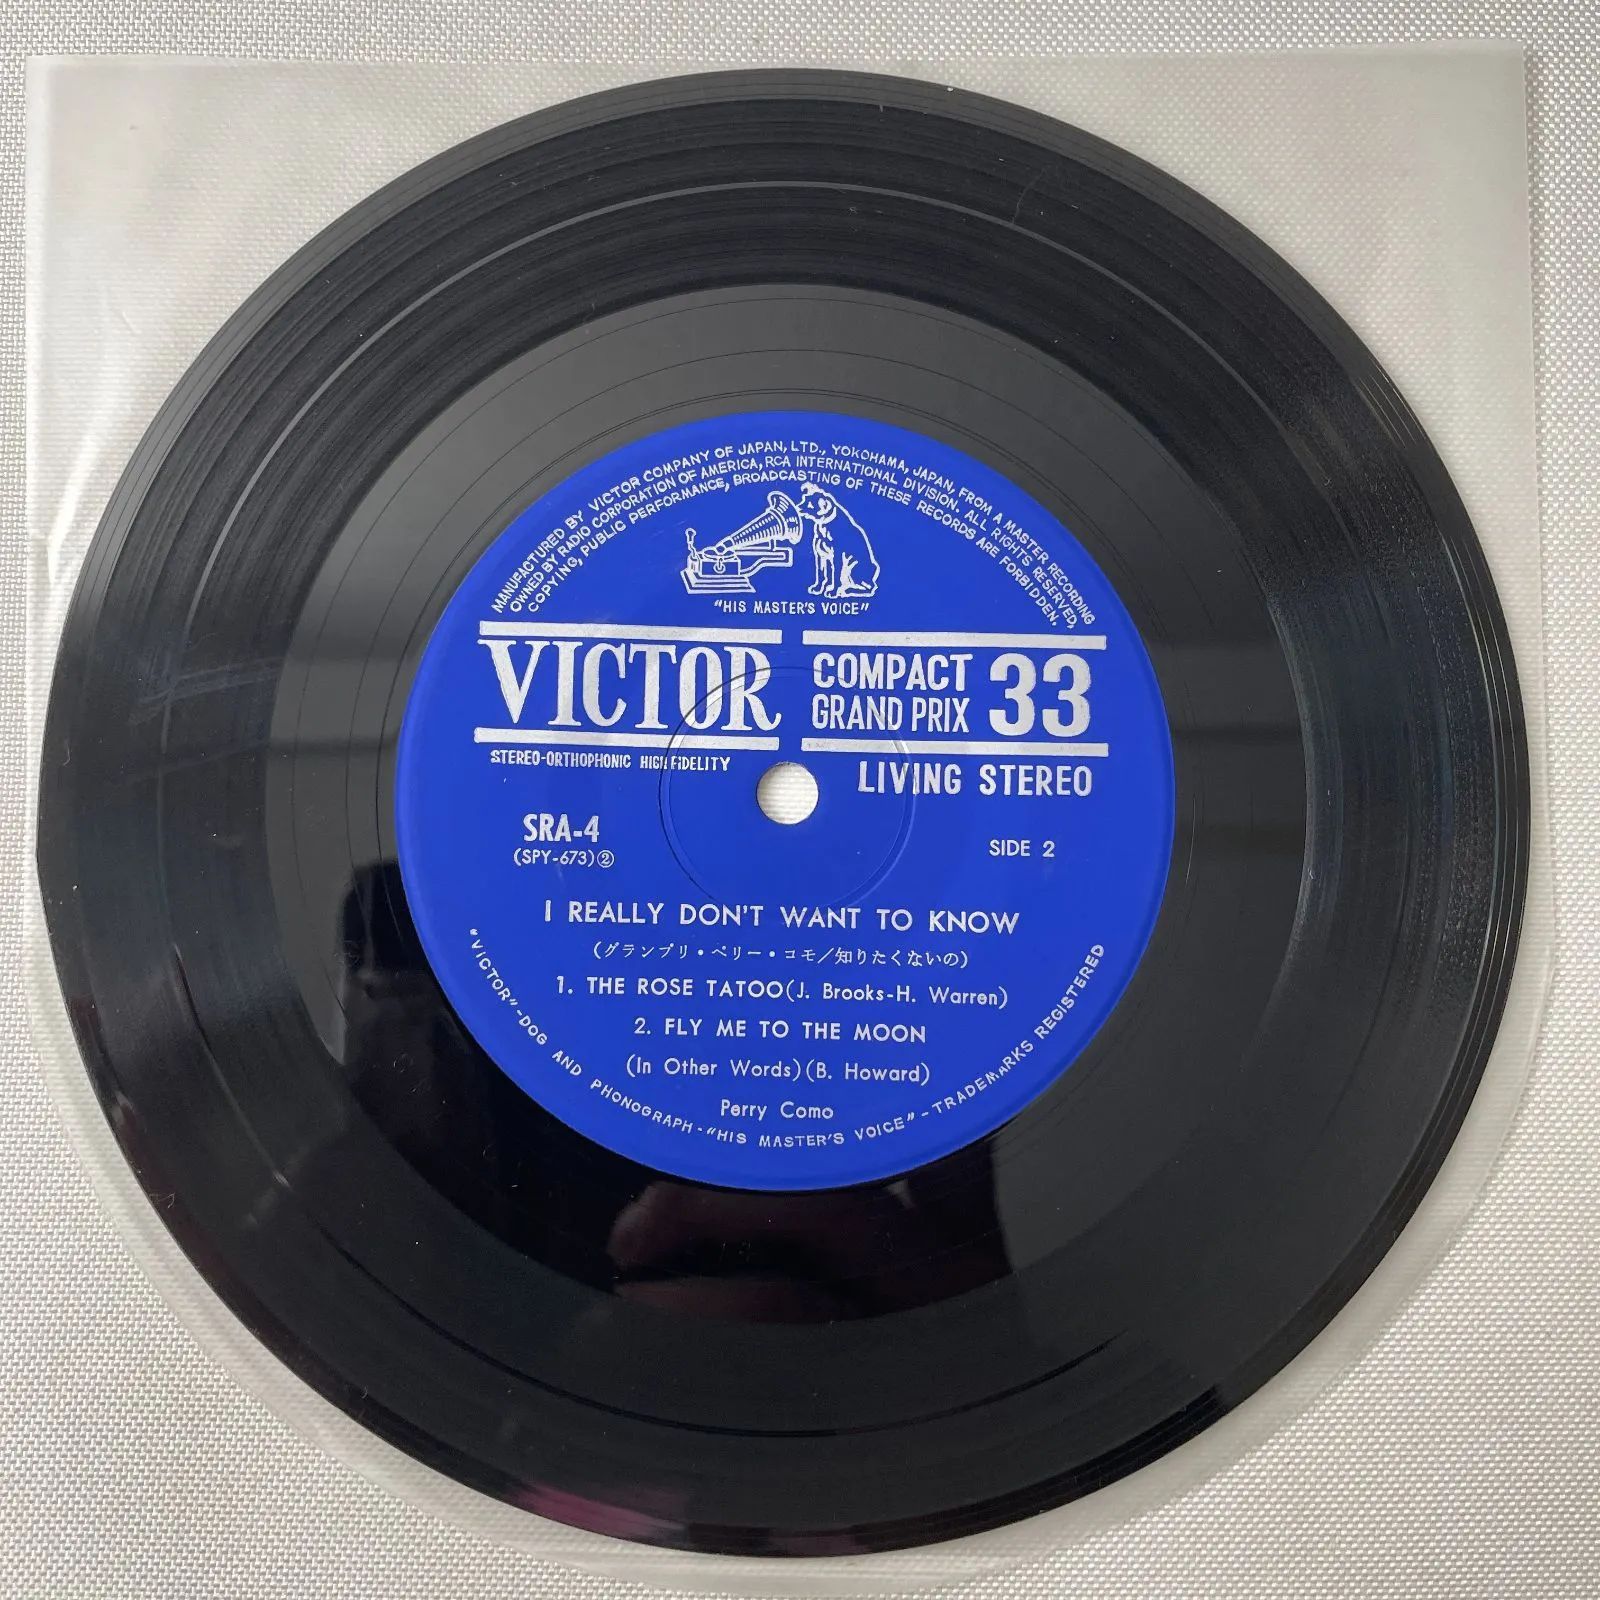 MANUFACTURED BY VICTOR COMPANY OF JAPAN, LTD., YOKOHAMA, JAPAN, FROM A MASTER RECORDING
OWNED BY RADIO CORPORATION OF AMERICA, RCA INTERNATIONAL DIVISION. ALL RIGHTS RESERVED,
COPYING, PUBLIC PERFORMANCE, BROADCASTING OF THESE RECORDS ARE FORBIDDEN.
"HIS MASTER'S VOICE"
VICTOR
COMPACT GRAND PRIX 33
STEREO-ORTHOPHONIC HIGH FIDELITY
LIVING STEREO
SRA-4
(SPY-673)②
SIDE 2
I REALLY DON'T WANT TO KNOW
(グランプリ・ペリー・コモ/知りたくないの)
1. THE ROSE TATOO(J. Brooks-H. Warren)
2. FLY ME TO THE MOON
(In Other Words)(B. Howard)
Perry Como
"VICTOR"-DOG AND PHONOGRAPH-"HIS MASTER'S VOICE"-TRADEMARKS REGISTERED